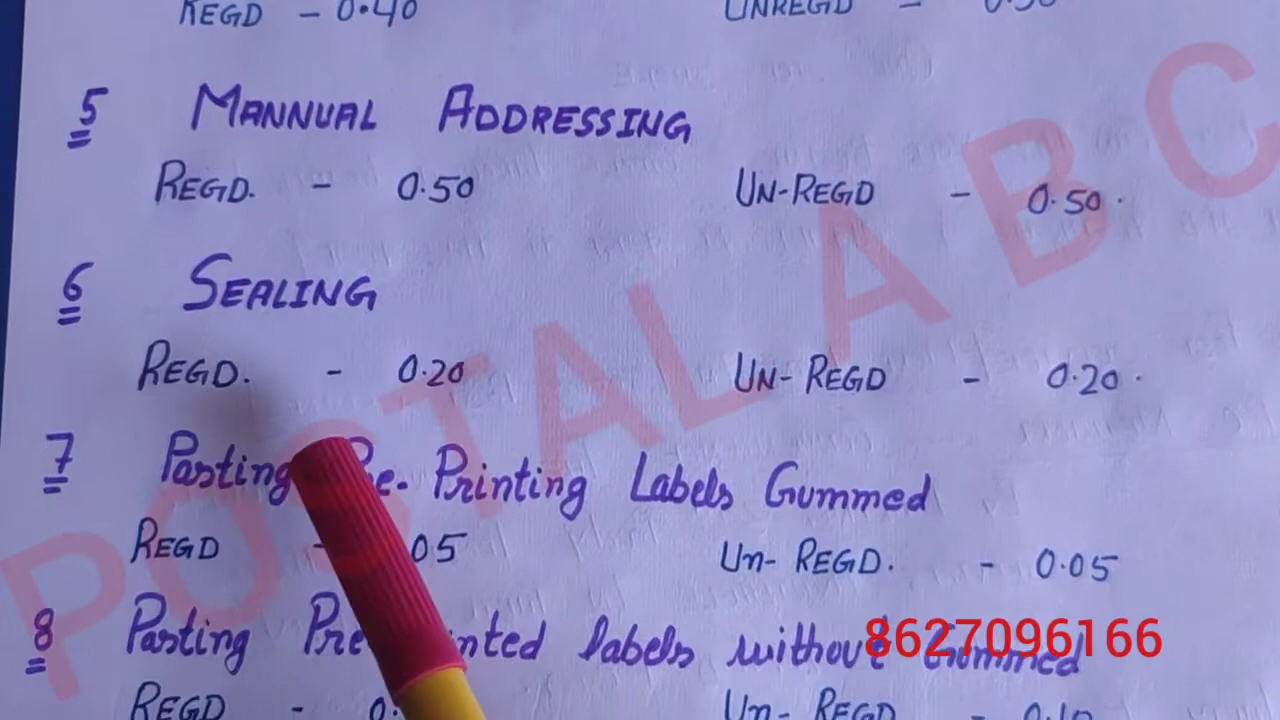 REGD - 0.40 UNREGD -
5 MANNUAL ADDRESSING
REGD. - 0.50 UN-REGD - 0.50.
6 SEALING
REGD. - 0.20 UN-REGD - 0.20.
7 Pasting Printing Labels Gummed
REGD - 05 Un-REGD. - 0.05
8 Pasting labels without Gummed
REGD - Un-REGD -
POSTAL ABC
8627096166